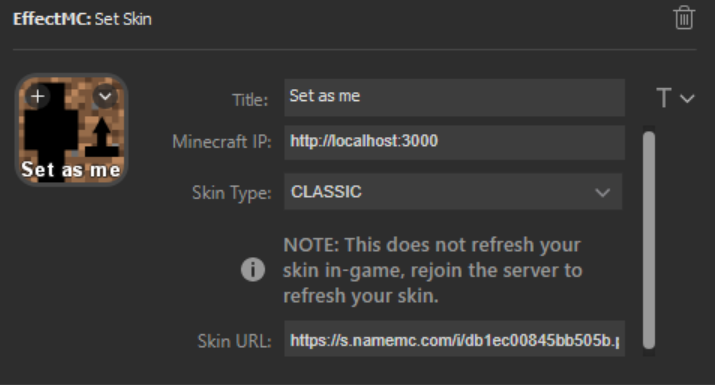 EffectMC: Set Skin
Set as me
Title: Set as me
T
Minecraft IP: http://localhost:3000
Skin Type: CLASSIC
NOTE: This does not refresh your
skin in-game, rejoin the server to
refresh your skin.
Skin URL: https://s.namemc.com/i/db1ec00845bb505b.p